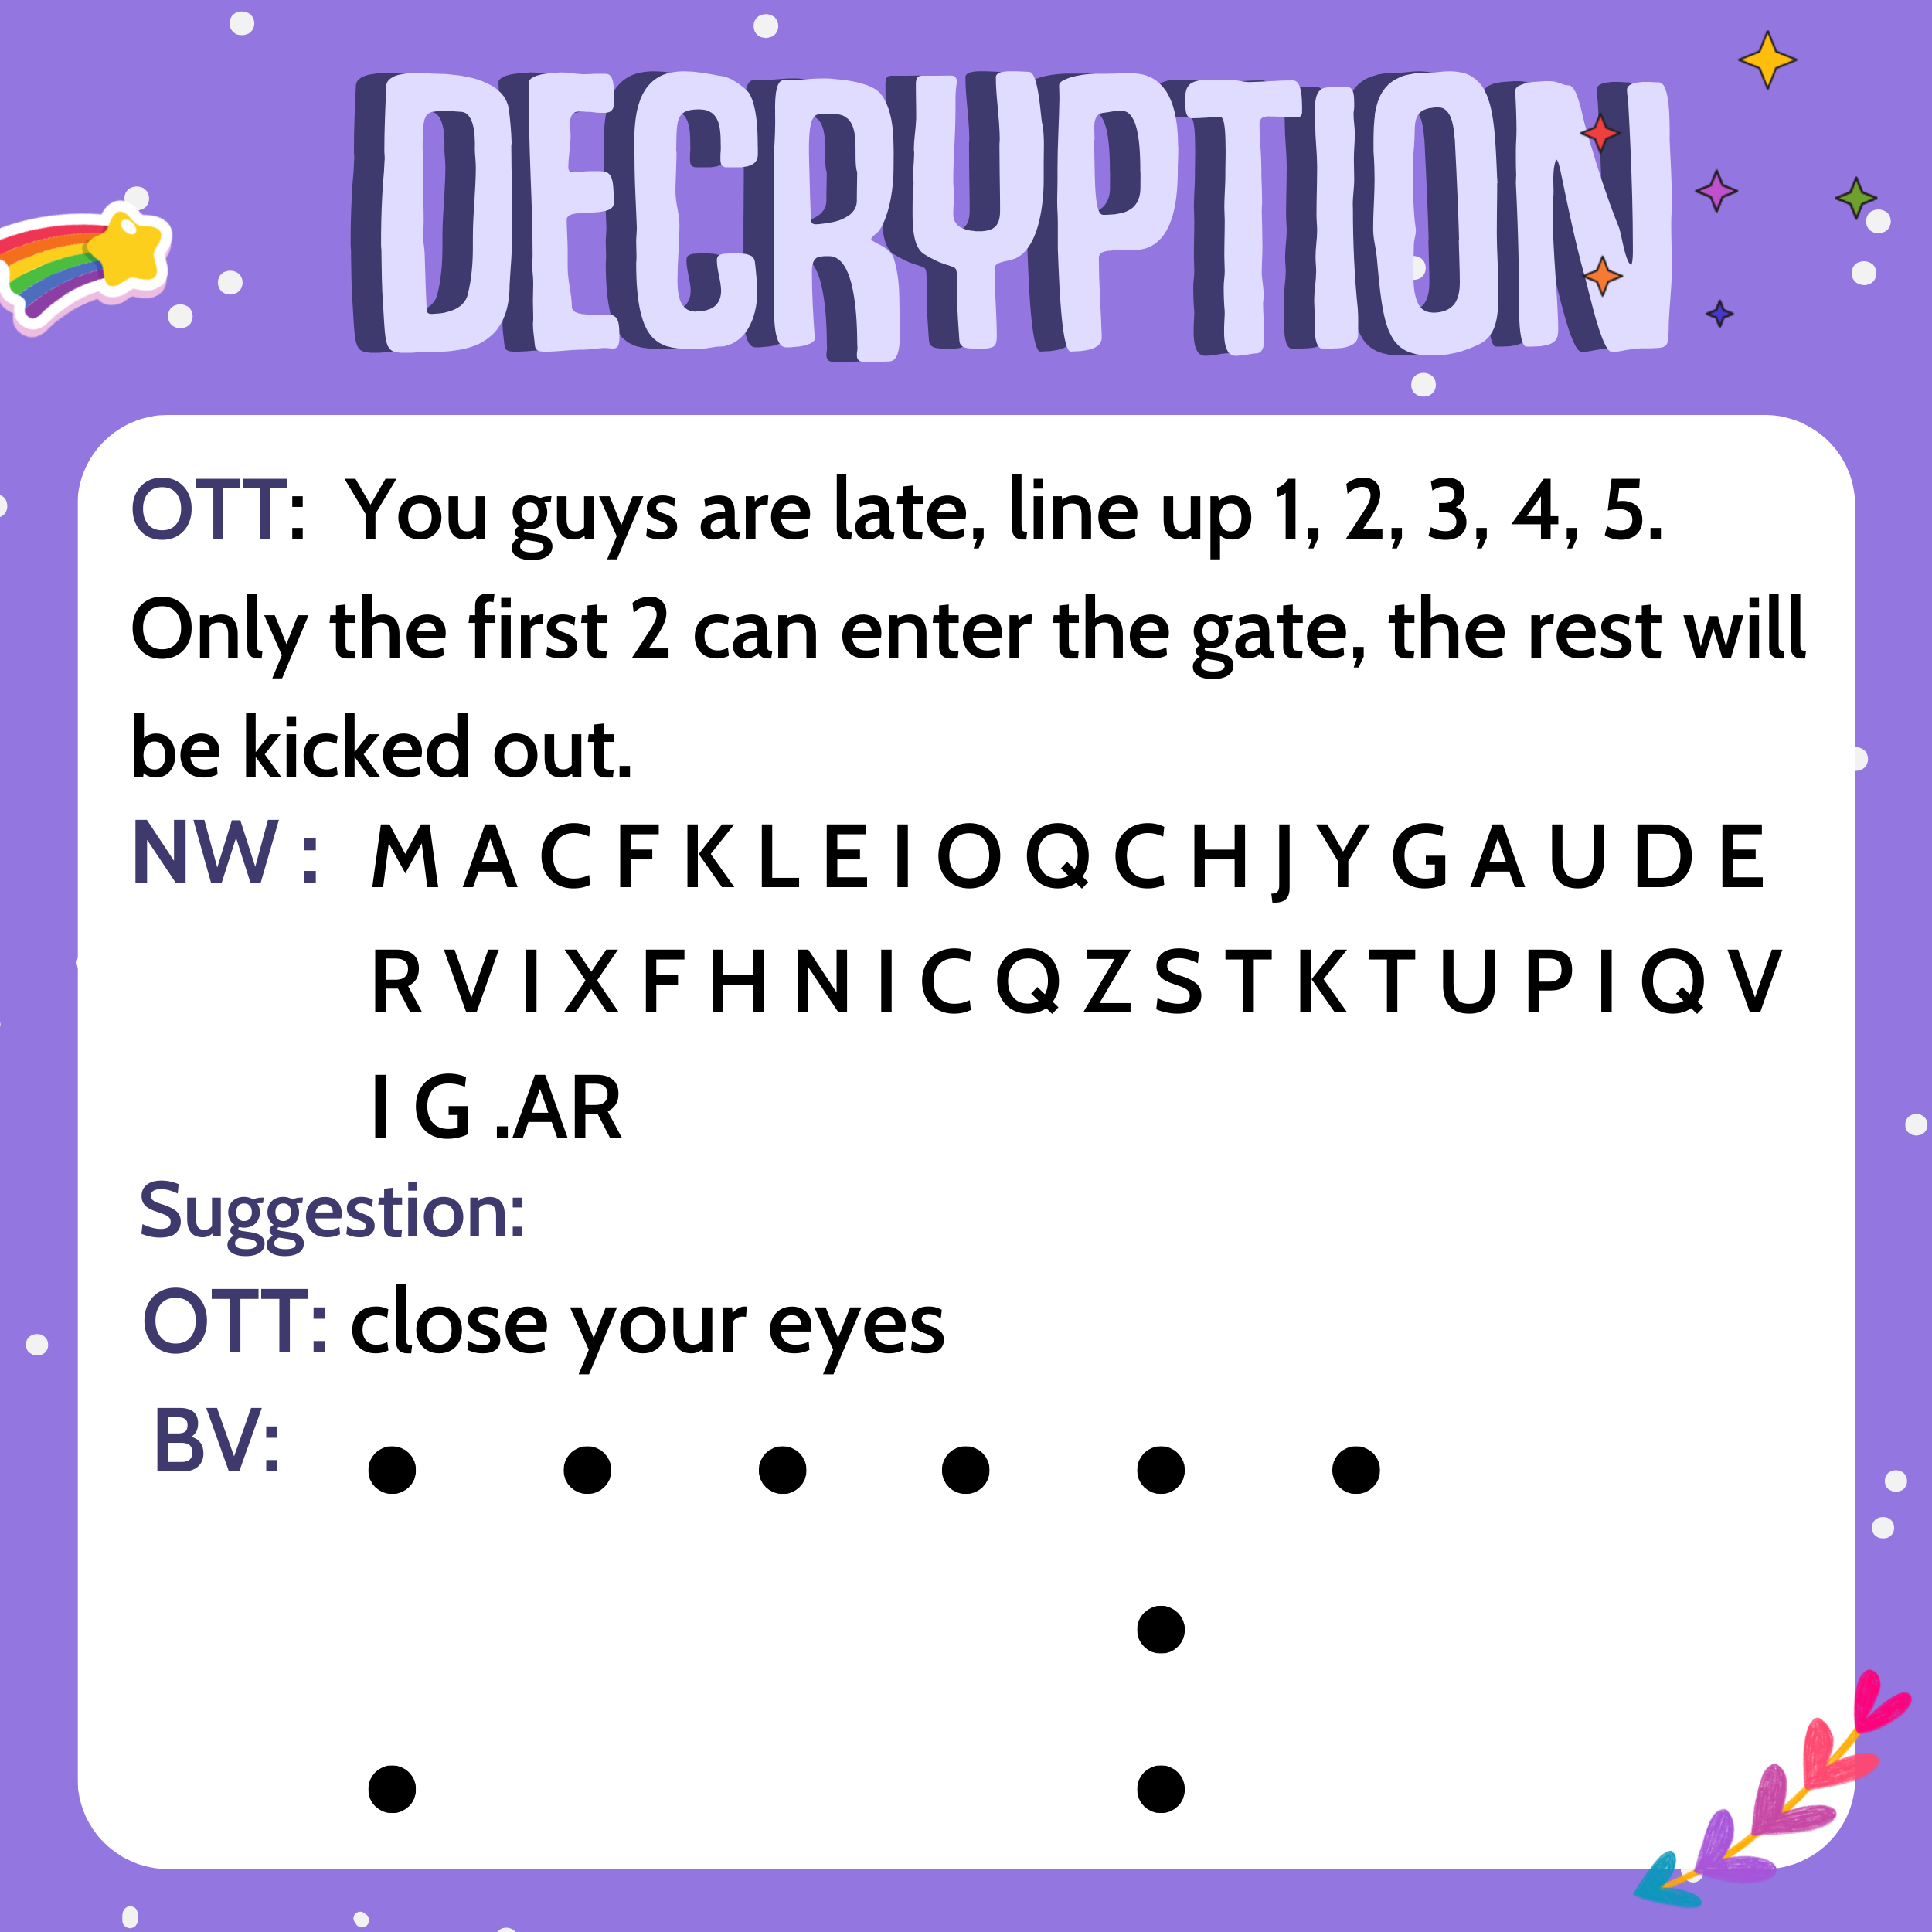 DECRYPTION
OTT: You guys are late, line up 1, 2, 3, 4, 5.
Only the first 2 can enter the gate, the rest will
be kicked out.
NW : M A C F K L E I O Q C H J Y G A U D E
R V I X F H N I C Q Z S T K T U P I Q V
I G .AR
Suggestion:
OTT: close your eyes
BV: